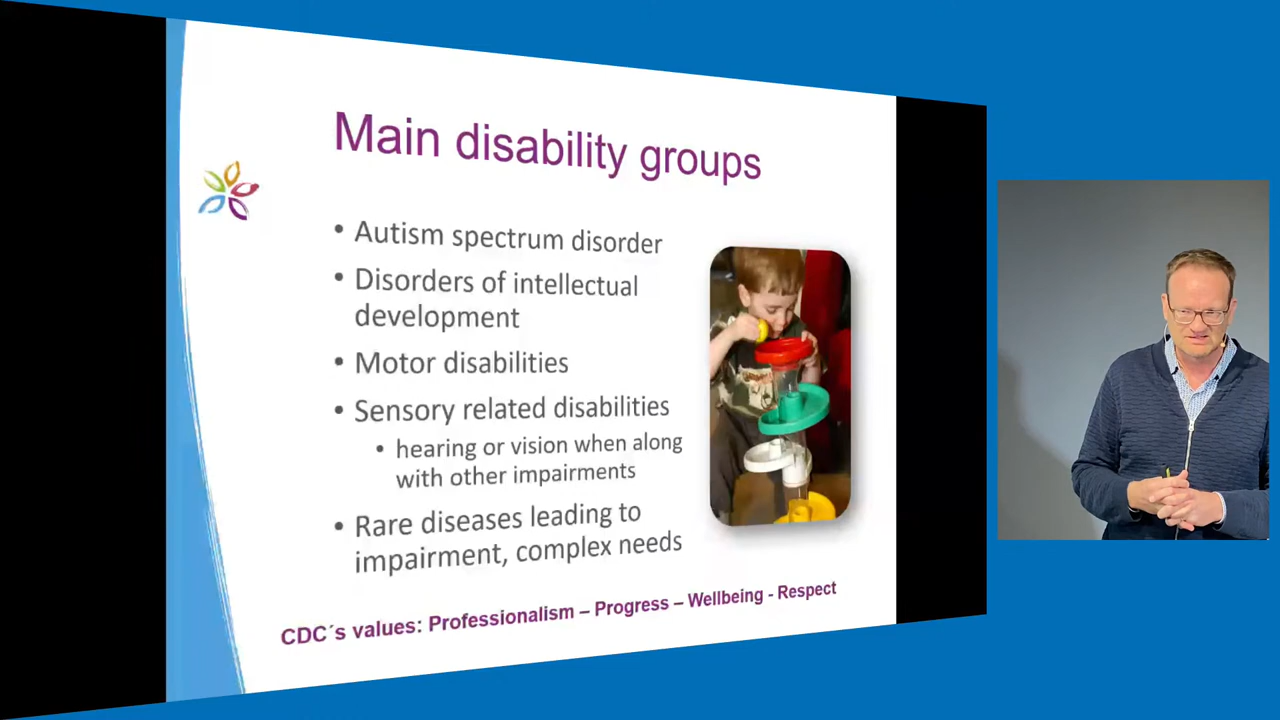 Main disability groups
• Autism spectrum disorder
• Disorders of intellectual
development
• Motor disabilities
• Sensory related disabilities
• hearing or vision when along
with other impairments
• Rare diseases leading to
impairment, complex needs
CDC´s values: Professionalism – Progress – Wellbeing - Respect